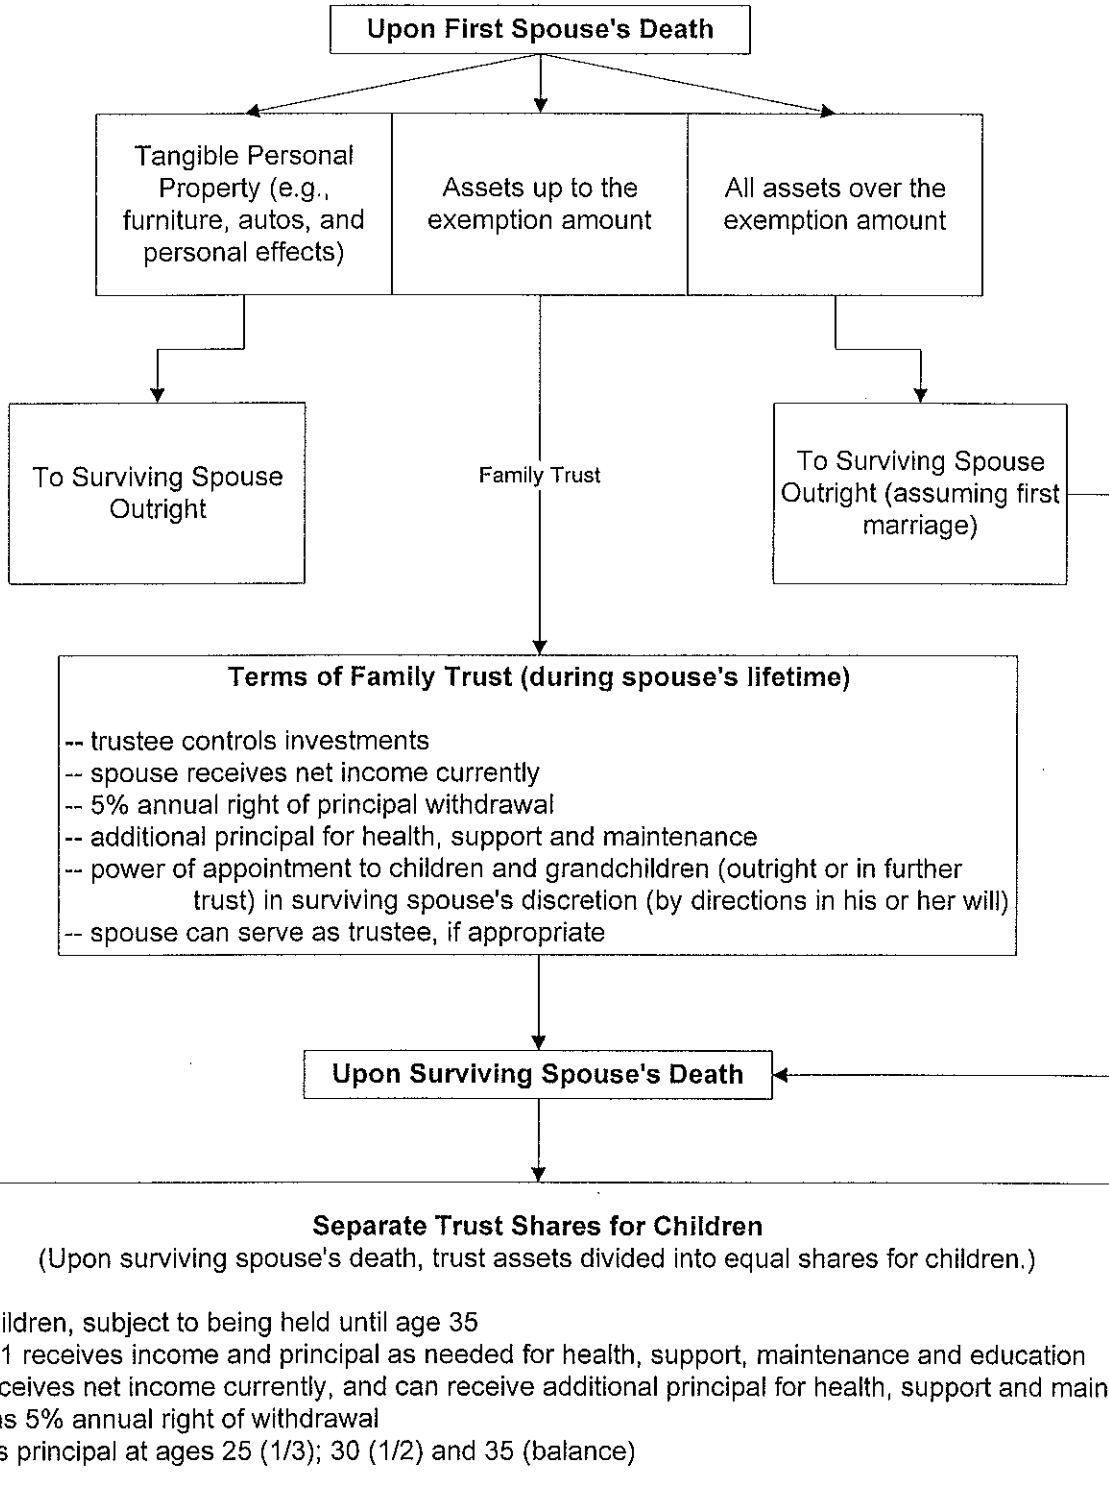 Upon First Spouse's Death
Tangible Personal
Property (e.g.,
furniture, autos, and
personal effects)
Assets up to the
exemption amount
All assets over the
exemption amount
To Surviving Spouse
Outright
Family Trust
To Surviving Spouse
Outright (assuming first
marriage)
Terms of Family Trust (during spouse's lifetime)
-- trustee controls investments
-- spouse receives net income currently
-- 5% annual right of principal withdrawal
-- additional principal for health, support and maintenance
-- power of appointment to children and grandchildren (outright or in further
trust) in surviving spouse's discretion (by directions in his or her will)
-- spouse can serve as trustee, if appropriate
Upon Surviving Spouse's Death
Separate Trust Shares for Children
(Upon surviving spouse's death, trust assets divided into equal shares for children.)
ildren, subject to being held until age 35
1 receives income and principal as needed for health, support, maintenance and education
ceives net income currently, and can receive additional principal for health, support and main
as 5% annual right of withdrawal
s principal at ages 25 (1/3); 30 (1/2) and 35 (balance)